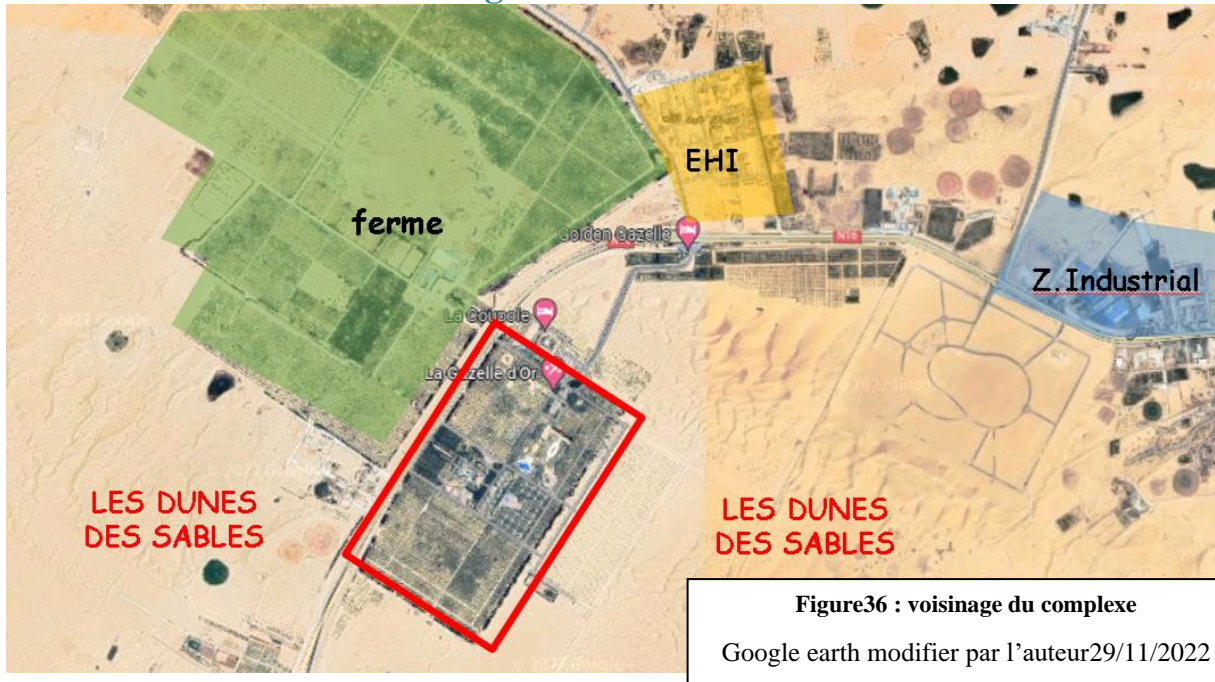 g
EHI
ferme
Golden Gazelle
N16
Z.Industrial
La Coupole
La Gazelle d'Or
LES DUNES
DES SABLES
LES DUNES
DES SABLES
Figure36 : voisinage du complexe
Google earth modifier par l’auteur29/11/2022